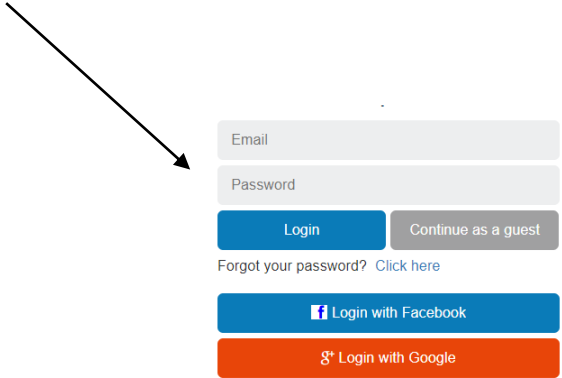 Email
Password
Login
Continue as a guest
Forgot your password? Click here
f Login with Facebook
g+ Login with Google